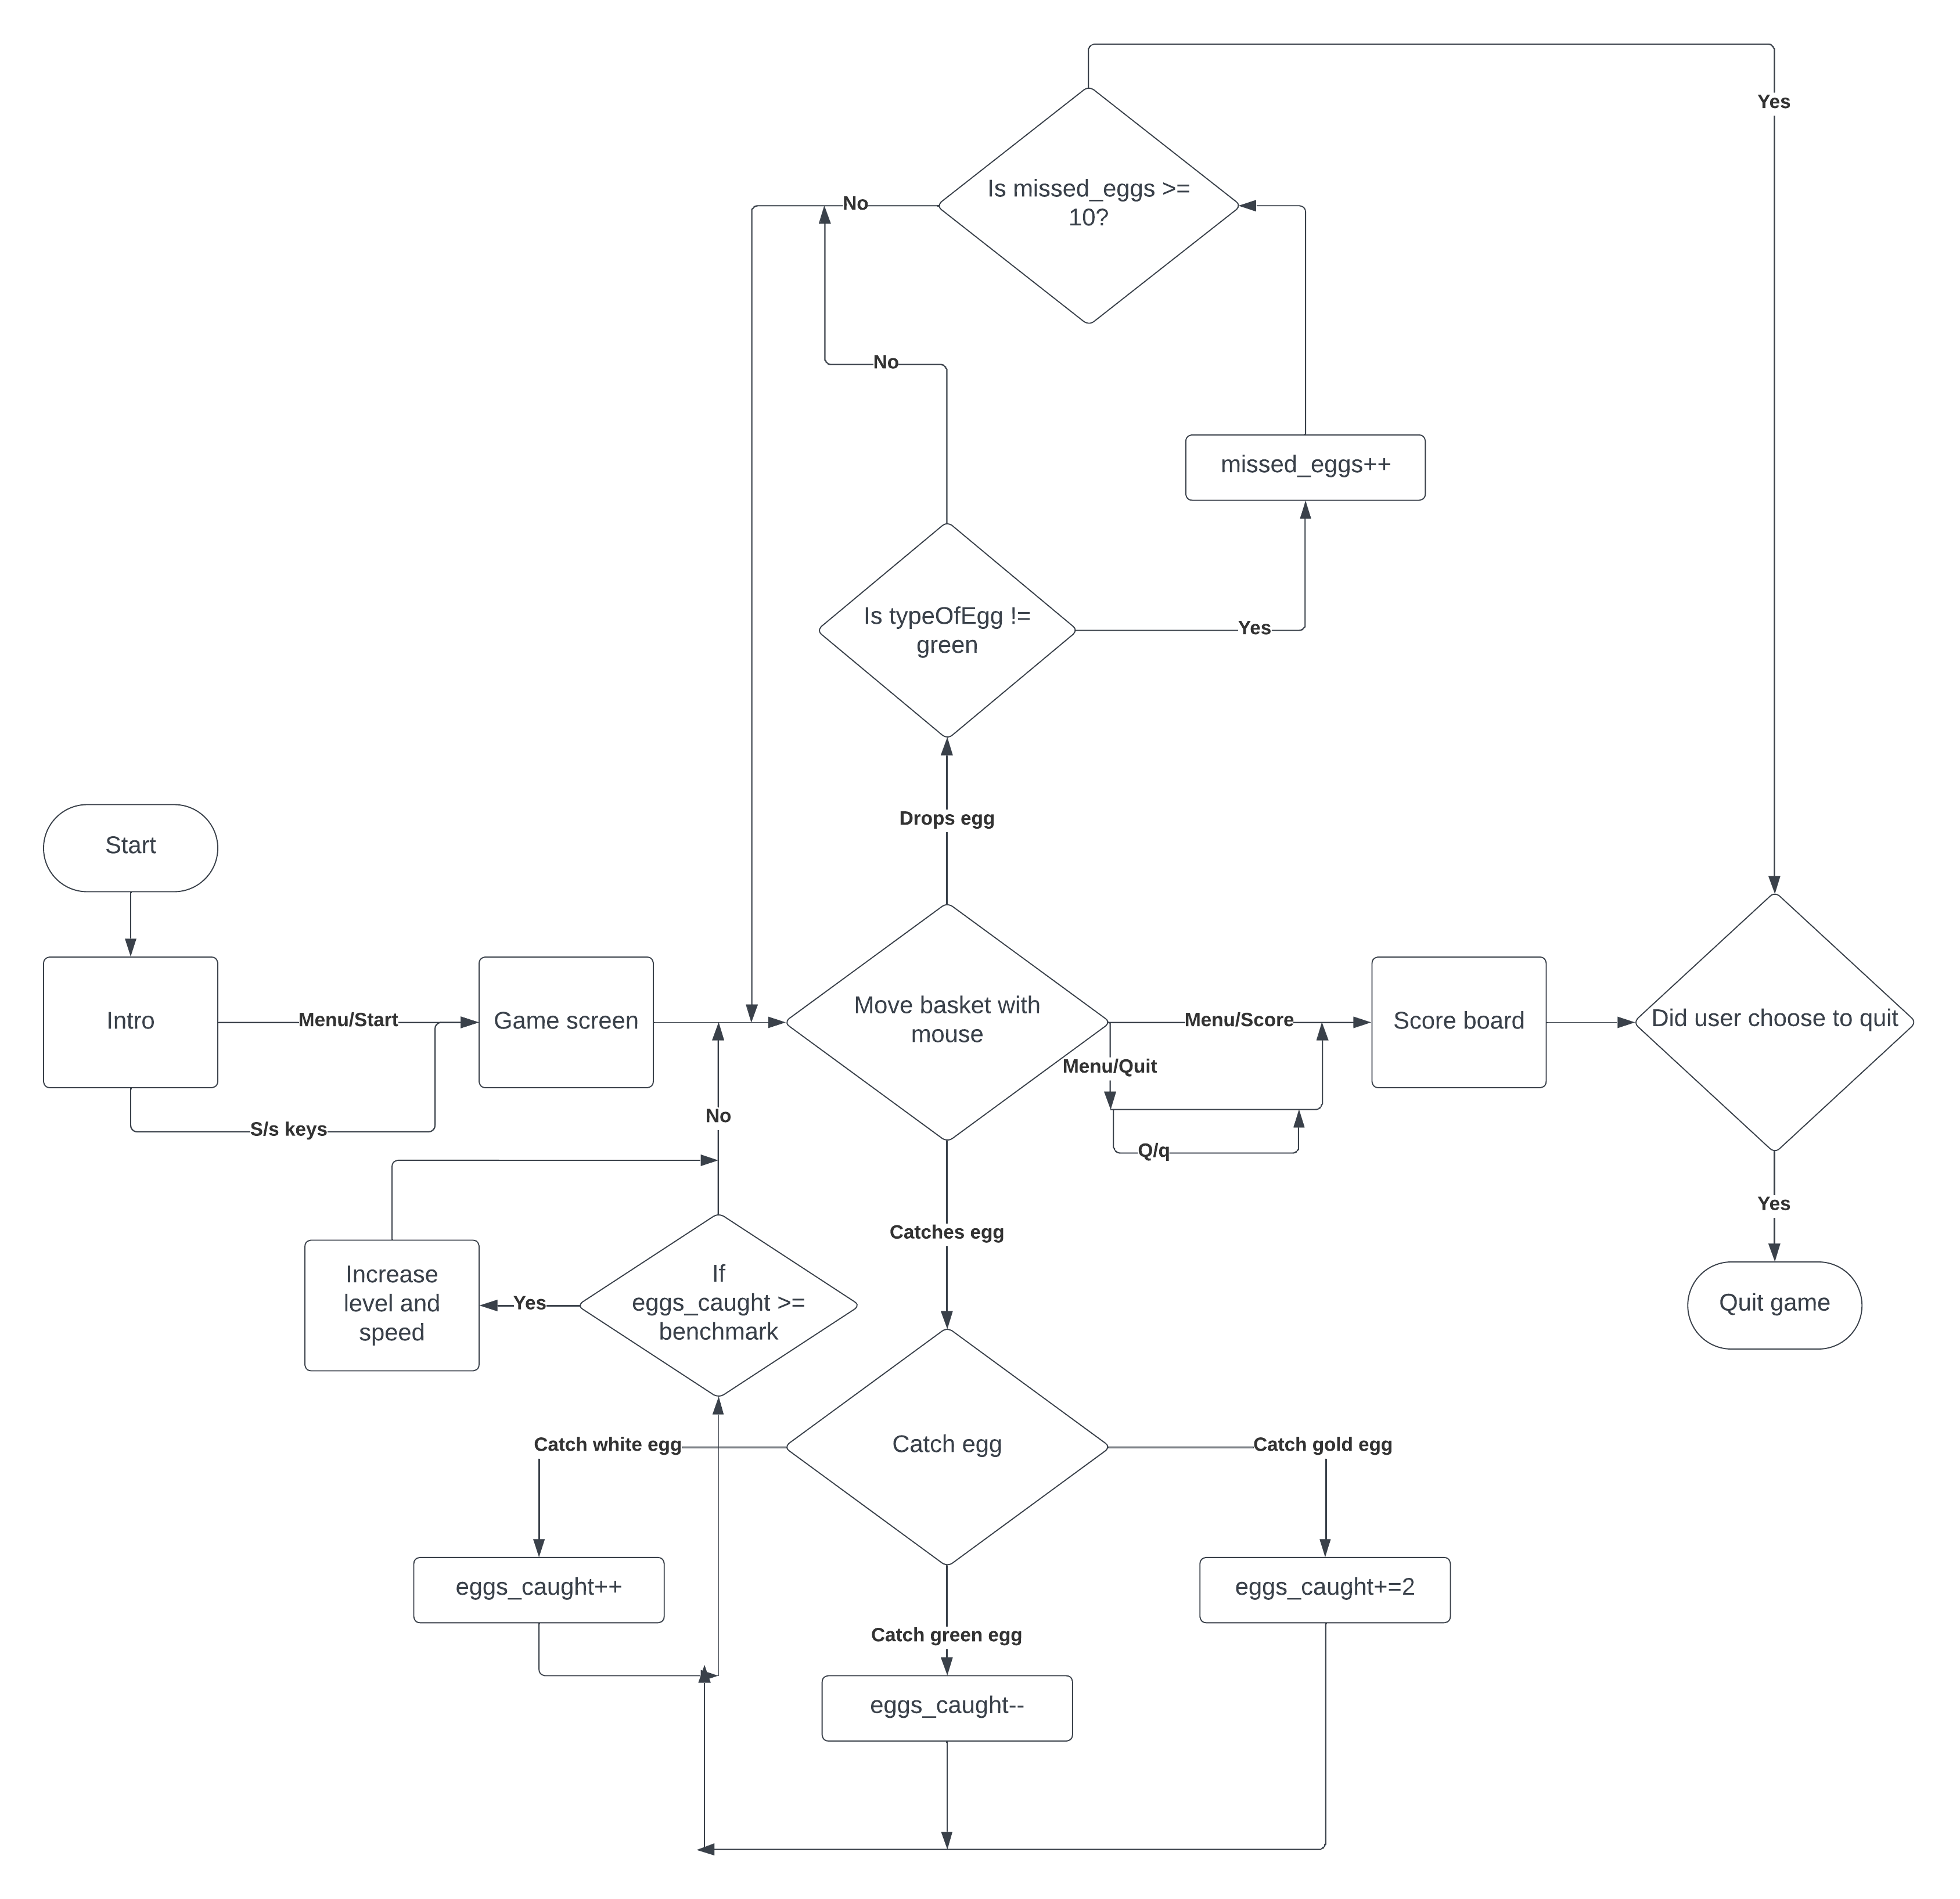 Yes
Is missed_eggs >=
10?
No
No
missed_eggs++
Is typeOfEgg !=
green
Yes
Drops egg
Start
Intro
Menu/Start
Game screen
Move basket with
mouse
Menu/Score
Score board
Did user choose to quit
Menu/Quit
S/s keys
No
Q/q
Yes
Catches egg
Increase
level and
speed
Yes
If
eggs_caught >=
benchmark
Quit game
Catch white egg
Catch egg
Catch gold egg
eggs_caught++
eggs_caught+=2
Catch green egg
eggs_caught--